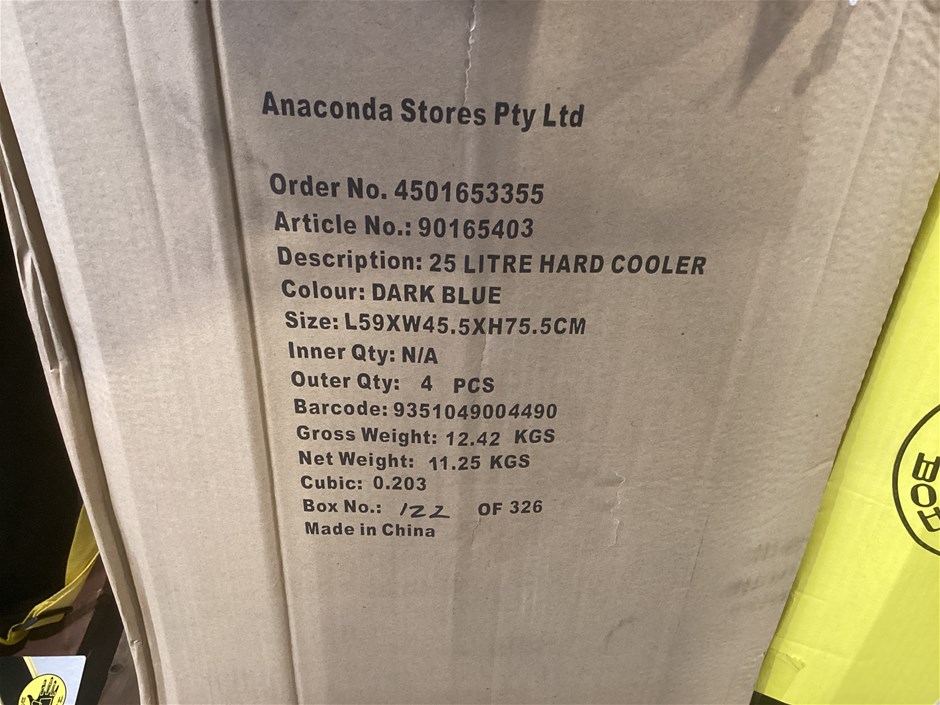 Anaconda Stores Pty Ltd
Order No. 4501653355
Article No.: 90165403
Description: 25 LITRE HARD COOLER
Colour: DARK BLUE
Size: L59XW45.5XH75.5CM
Inner Qty: N/A
Outer Qty: 4 PCS
Barcode: 9351049004490
Gross Weight: 12.42 KGS
Net Weight: 11.25 KGS
Cubic: 0.203
Box No.: 122 OF 326
Made in China